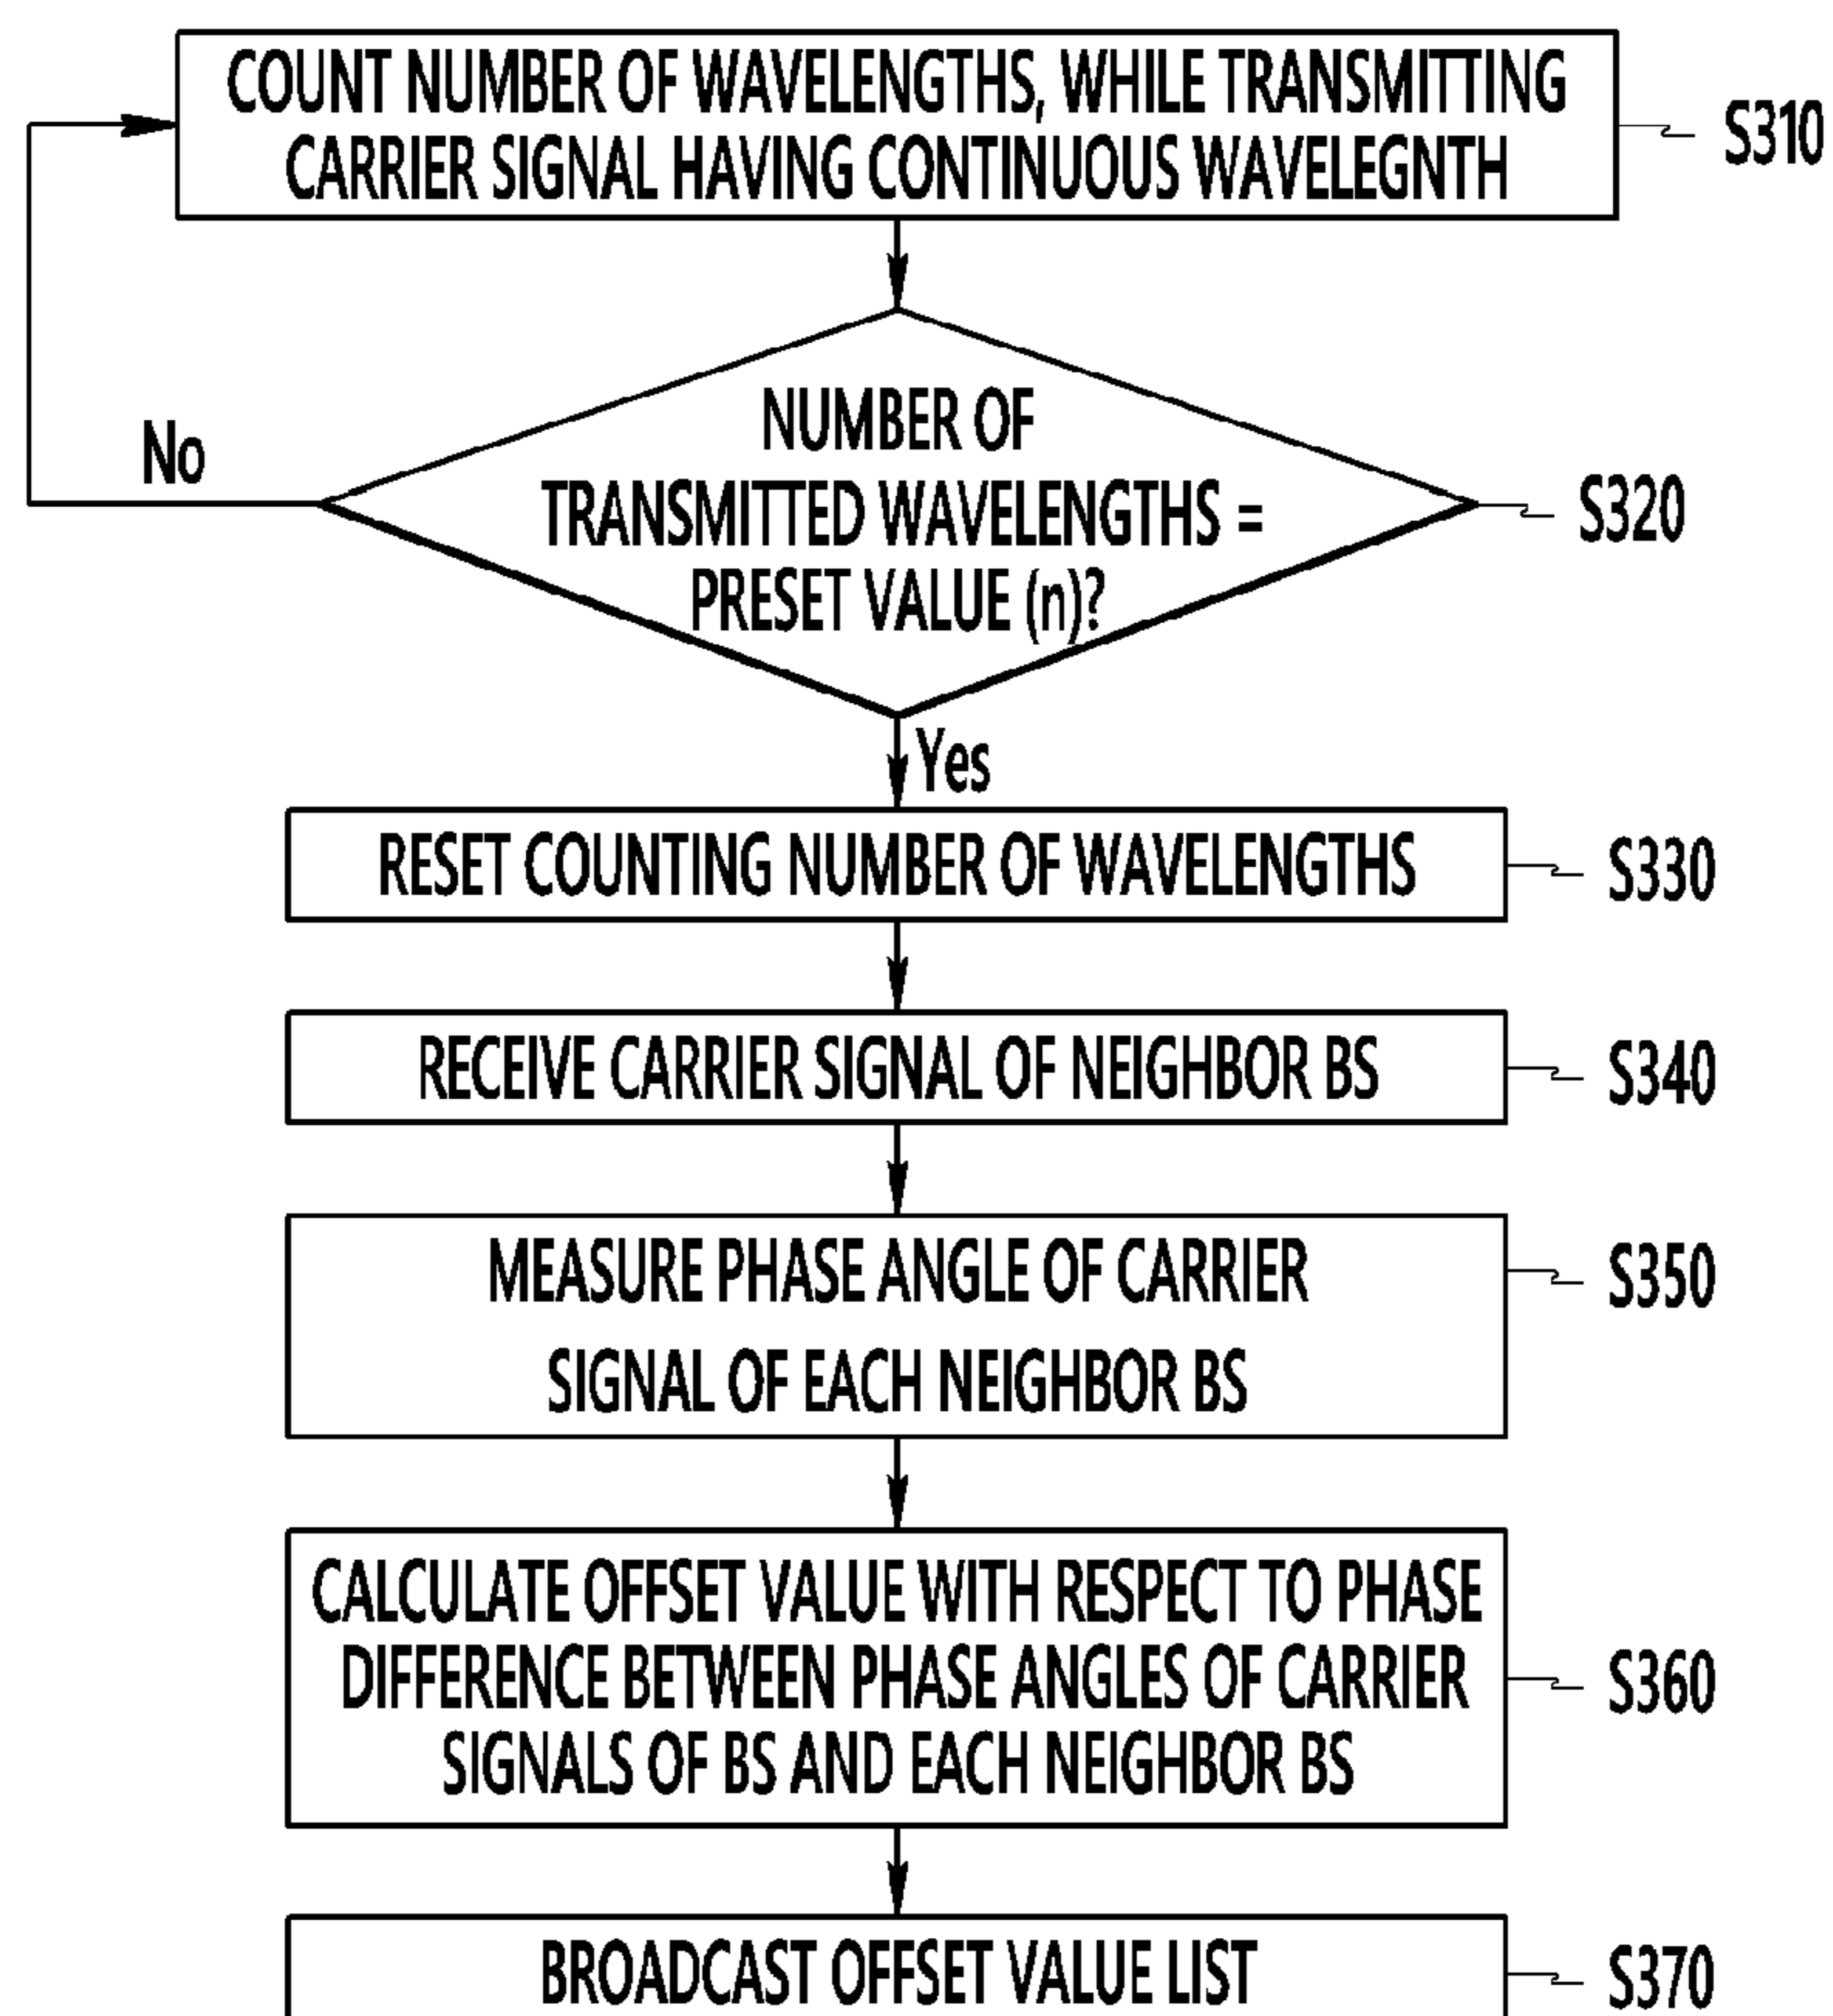 COUNT NUMBER OF WAVELENGTHS, WHILE TRANSMITTING
CARRIER SIGNAL HAVING CONTINUOUS WAVELEGNTH
S310
NUMBER OF
TRANSMITTED WAVELENGTHS =
PRESET VALUE (n)?
No
S320
Yes
RESET COUNTING NUMBER OF WAVELENGTHS
S330
RECEIVE CARRIER SIGNAL OF NEIGHBOR BS
S340
MEASURE PHASE ANGLE OF CARRIER
SIGNAL OF EACH NEIGHBOR BS
S350
CALCULATE OFFSET VALUE WITH RESPECT TO PHASE
DIFFERENCE BETWEEN PHASE ANGLES OF CARRIER
SIGNALS OF BS AND EACH NEIGHBOR BS
S360
BROADCAST OFFSET VALUE LIST
S370